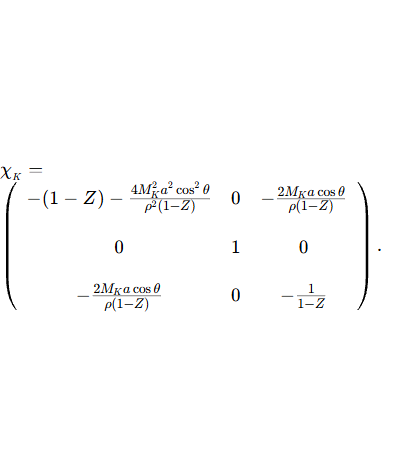 χ_K =
( −(1 − Z) − \frac{4M_K^2 a^2 \cos^2 θ}{ρ^2(1−Z)}   0   −\frac{2M_K a \cos θ}{ρ(1−Z)} )
( 0   1   0 ) .
( −\frac{2M_K a \cos θ}{ρ(1−Z)}   0   −\frac{1}{1−Z} )